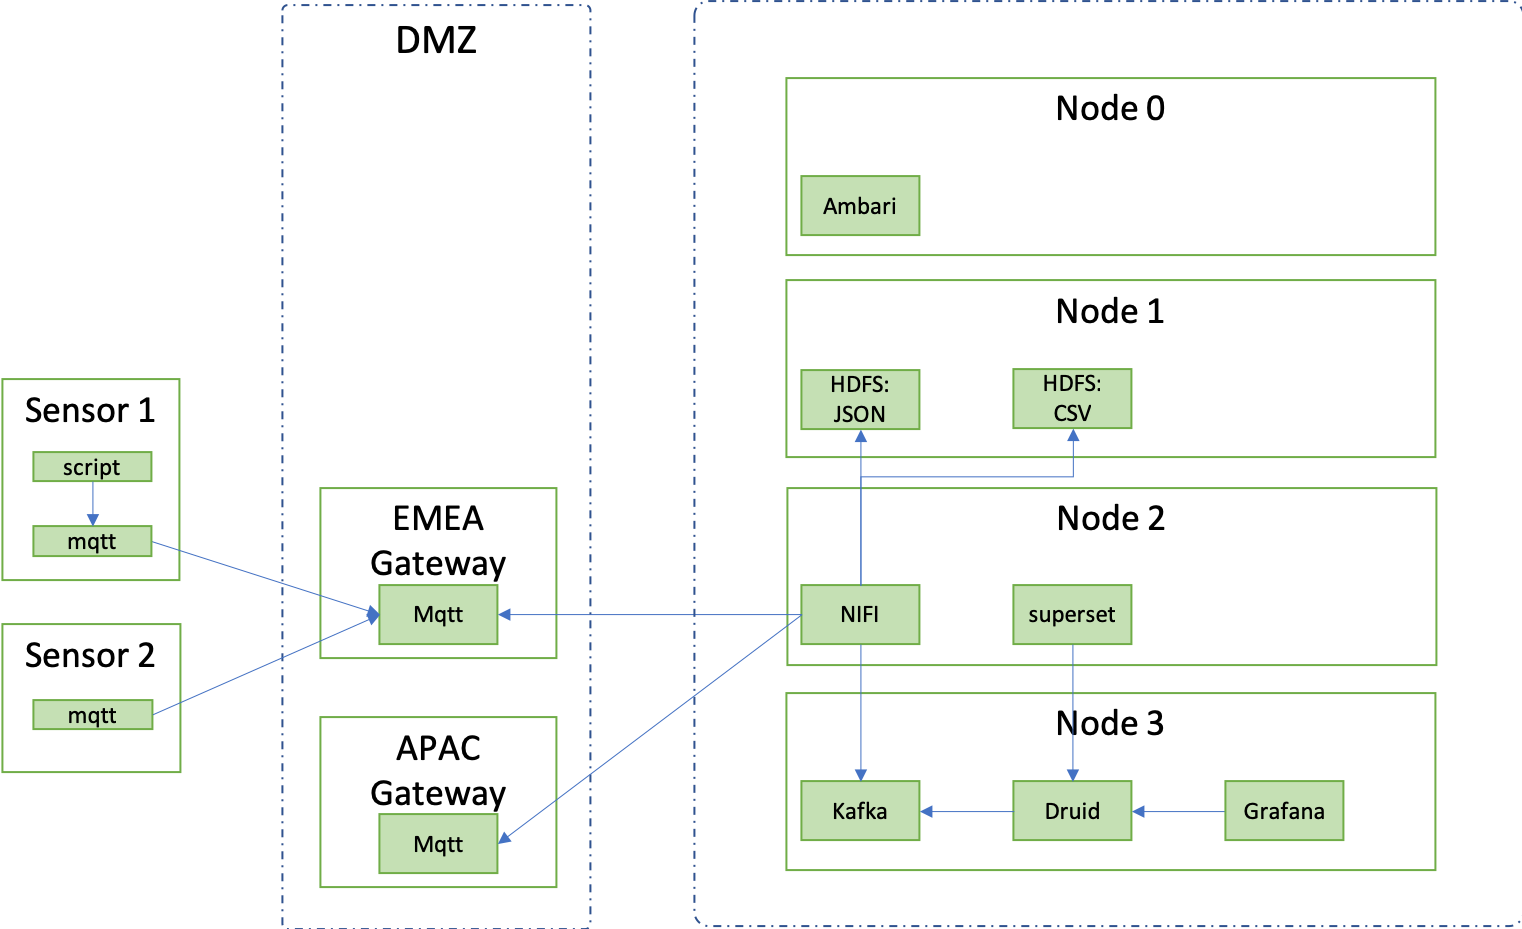 DMZ
Node 0
Ambari
Node 1
HDFS:
JSON
HDFS:
CSV
Sensor 1
script
mqtt
Sensor 2
mqtt
EMEA
Gateway
Mqtt
APAC
Gateway
Mqtt
Node 2
NIFI
superset
Node 3
Kafka
Druid
Grafana